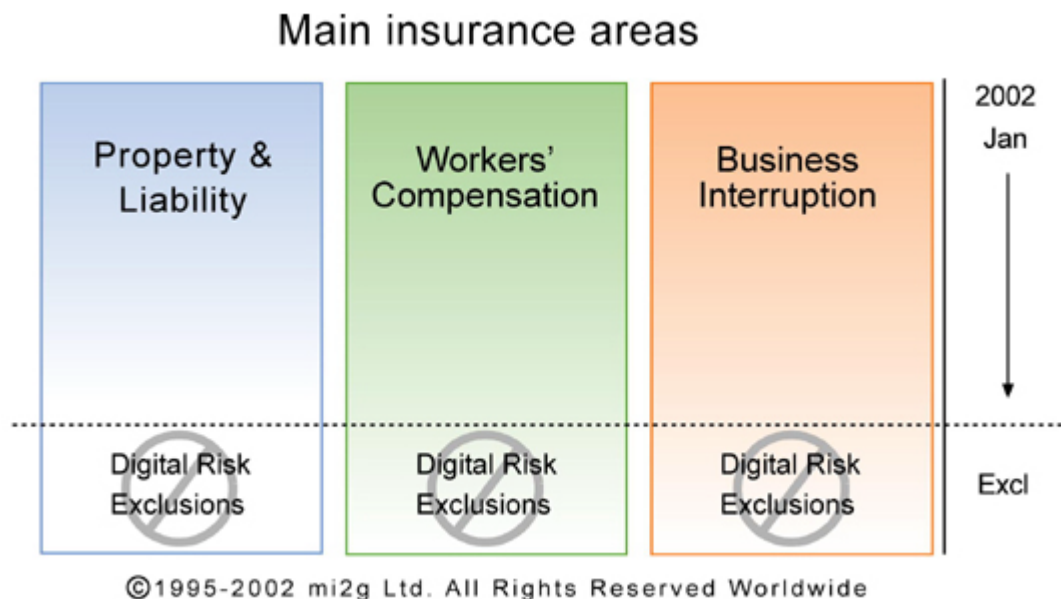 Main insurance areas
Property &
Liability
Workers'
Compensation
Business
Interruption
2002
Jan
Digital Risk
Exclusions
Digital Risk
Exclusions
Digital Risk
Exclusions
Excl
©1995-2002 mi2g Ltd. All Rights Reserved Worldwide